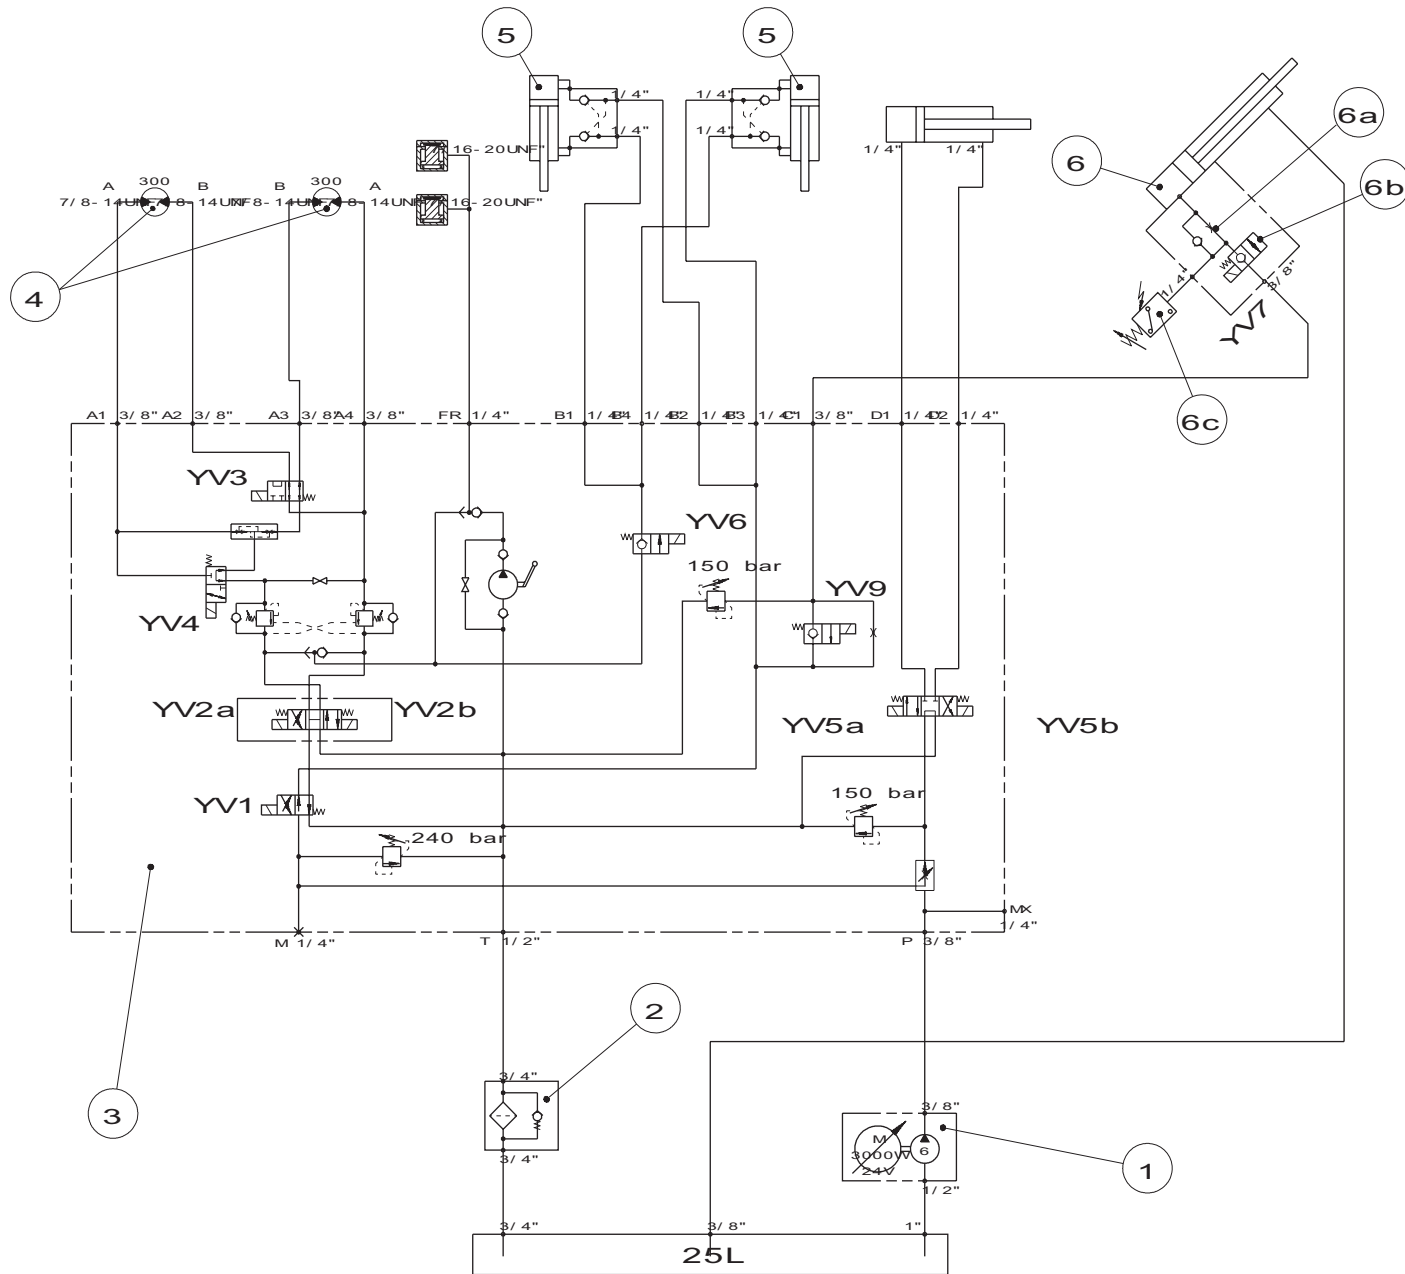 5
5
6a
6
6b
1/4"
1/4"
1/4"
1/4"
1/4"
1/4"
16-20UNF"
16-20UNF"
A
300
B
B
300
A
7/8-14UNF
8-14UNF
8-14UNF
4
1/4"
3/8"
YV7
6c
A1
3/8"
A2
3/8"
A3
3/8"
A4
3/8"
FR
1/4"
B1
1/4"
B4
1/4"
B2
1/4"
B3
1/4"
C1
3/8"
D1
1/4"
D2
1/4"
YV3
YV6
150 bar
YV9
YV4
YV2a
YV2b
YV5a
YV5b
YV1
150 bar
240 bar
M
1/4"
T
1/2"
P
3/8"
MX
1/4"
2
3
3/4"
3/4"
3/8"
M
3000W
24V
6
1
1/2"
3/4"
3/8"
1"
25L